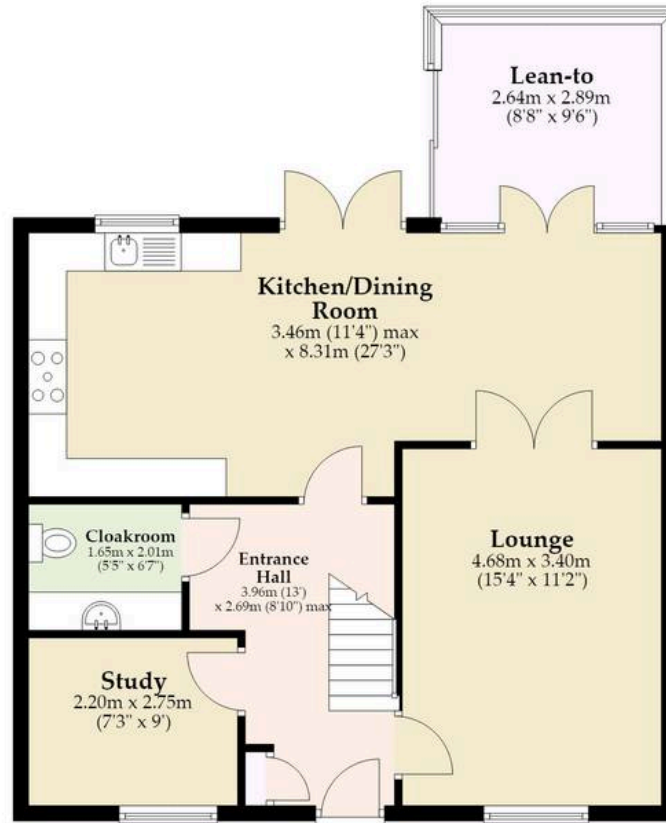 Lean-to
2.64m x 2.89m
(8'8" x 9'6")
Kitchen/Dining
Room
3.46m (11'4") max
x 8.31m (27'3")
Cloakroom
1.65m x 2.01m
(5'5" x 6'7")
Entrance
Hall
3.96m (13')
x 2.69m (8'10") max
Lounge
4.68m x 3.40m
(15'4" x 11'2")
Study
2.20m x 2.75m
(7'3" x 9')